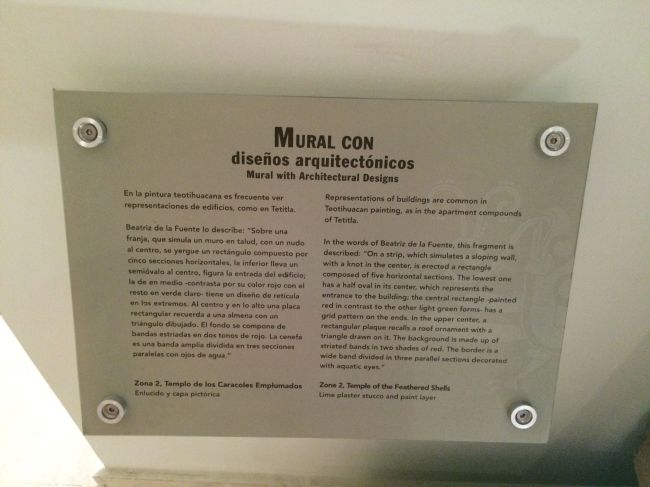 MURAL CON
diseños arquitectónicos
Mural with Architectural Designs
En la pintura teotihuacana es frecuente ver
representaciones de edificios, como en Tetitla.
Beatriz de la Fuente lo describe: "Sobre una
franja, que simula un muro en talud, con un nudo
al centro, se yergue un rectángulo compuesto por
cinco secciones horizontales, la inferior lleva un
semióvalo al centro, figura la entrada del edificio;
la de en medio -contrasta por su color rojo con el
resto en verde claro- tiene un diseño de retícula
en los extremos. Al centro y en lo alto una placa
rectangular recuerda a una almena con un
triángulo dibujado. El fondo se compone de
bandas estriadas en dos tonos de rojo. La cenefa
es una banda amplia dividida en tres secciones
paralelas con ojos de agua."
Zona 2, Templo de los Caracoles Emplumados
Enlucido y capa pictórica
Representations of buildings are common in
Teotihuacan painting, as in the apartment compounds
of Tetitla.
In the words of Beatriz de la Fuente, this fragment is
described: "On a strip, which simulates a sloping wall,
with a knot in the center, is erected a rectangle
composed of five horizontal sections. The lowest one
has a half oval in its center, which represents the
entrance to the building; the central rectangle -painted
red in contrast to the other light green forms- has a
grid pattern on the ends. In the upper center, a
rectangular plaque recalls a roof ornament with a
triangle drawn on it. The background is made up of
striated bands in two shades of red. The border is a
wide band divided in three parallel sections decorated
with aquatic eyes."
Zone 2, Temple of the Feathered Shells
Lime plaster stucco and paint layer